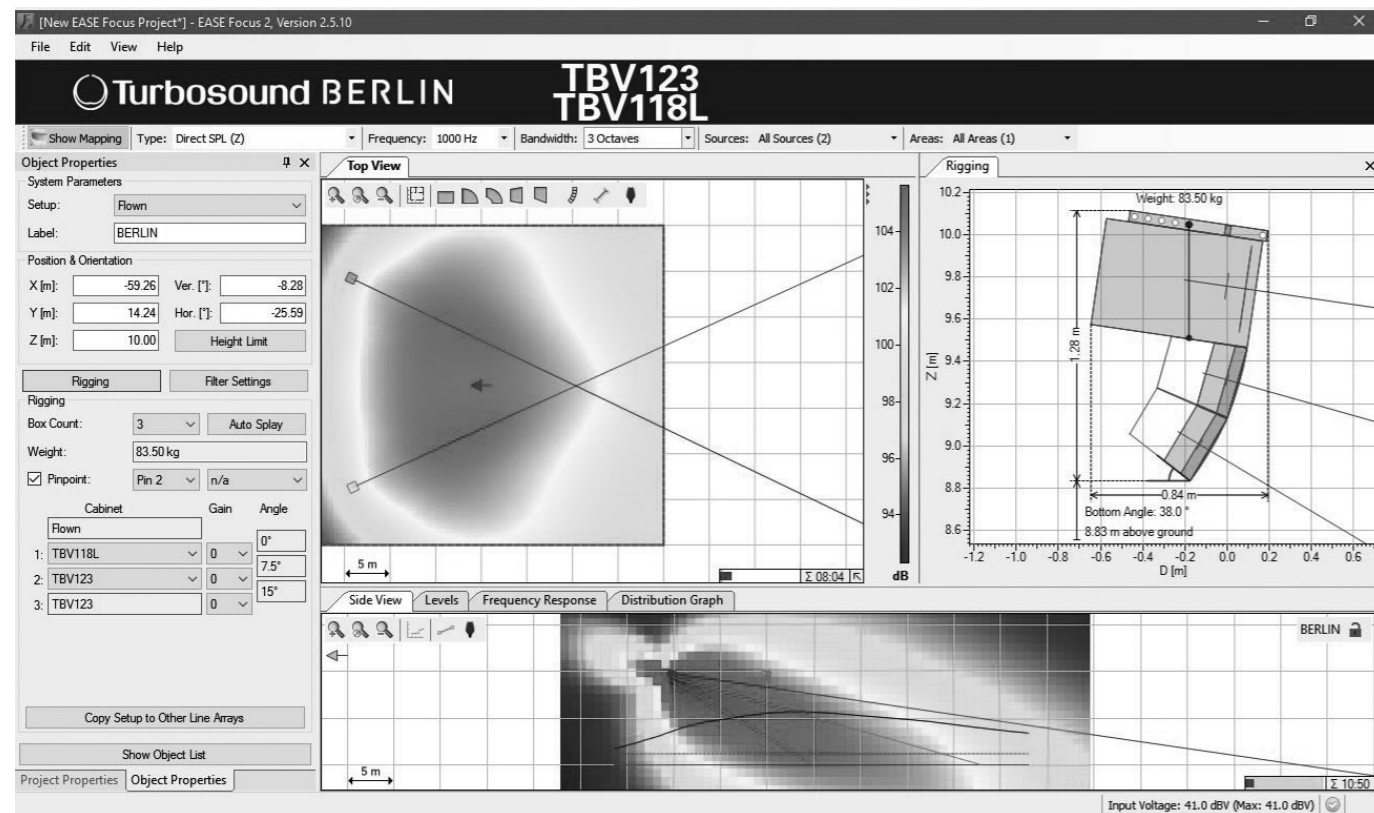 [New EASE Focus Project*] - EASE Focus 2, Version 2.5.10
File Edit View Help
Turbosound BERLIN
TBV123
TBV118L
Show Mapping Type: Direct SPL (Z) Frequency: 1000 Hz Bandwidth: 3 Octaves Sources: All Sources (2) Areas: All Areas (1)
Object Properties
System Parameters
Setup: Flown
Label: BERLIN
Position & Orientation
X [m]: -59.26 Ver. [°]: -8.28
Y [m]: 14.24 Hor. [°]: -25.59
Z [m]: 10.00 Height Limit
Rigging Filter Settings
Rigging
Box Count: 3 Auto Splay
Weight: 83.50 kg
Pinpoint: Pin 2 n/a
Cabinet Gain Angle
Flown
0°
1: TBV118L 0
7.5°
2: TBV123 0
15°
3: TBV123 0
Copy Setup to Other Line Arrays
Show Object List
Project Properties Object Properties
Top View
5 m
Σ 08:04
104
102
100
98
96
94
dB
Rigging
Weight: 83.50 kg
10.2
10.0
9.8
9.6
9.4
9.2
9.0
8.8
8.6
Z [m]
1.28 m
0.84 m
Bottom Angle: 38.0 °
8.83 m above ground
-1.2 -1.0 -0.8 -0.6 -0.4 -0.2 0.0 0.2 0.4 0.6
D [m]
Side View Levels Frequency Response Distribution Graph
BERLIN
5 m
Σ 10:50
Input Voltage: 41.0 dBV (Max: 41.0 dBV)